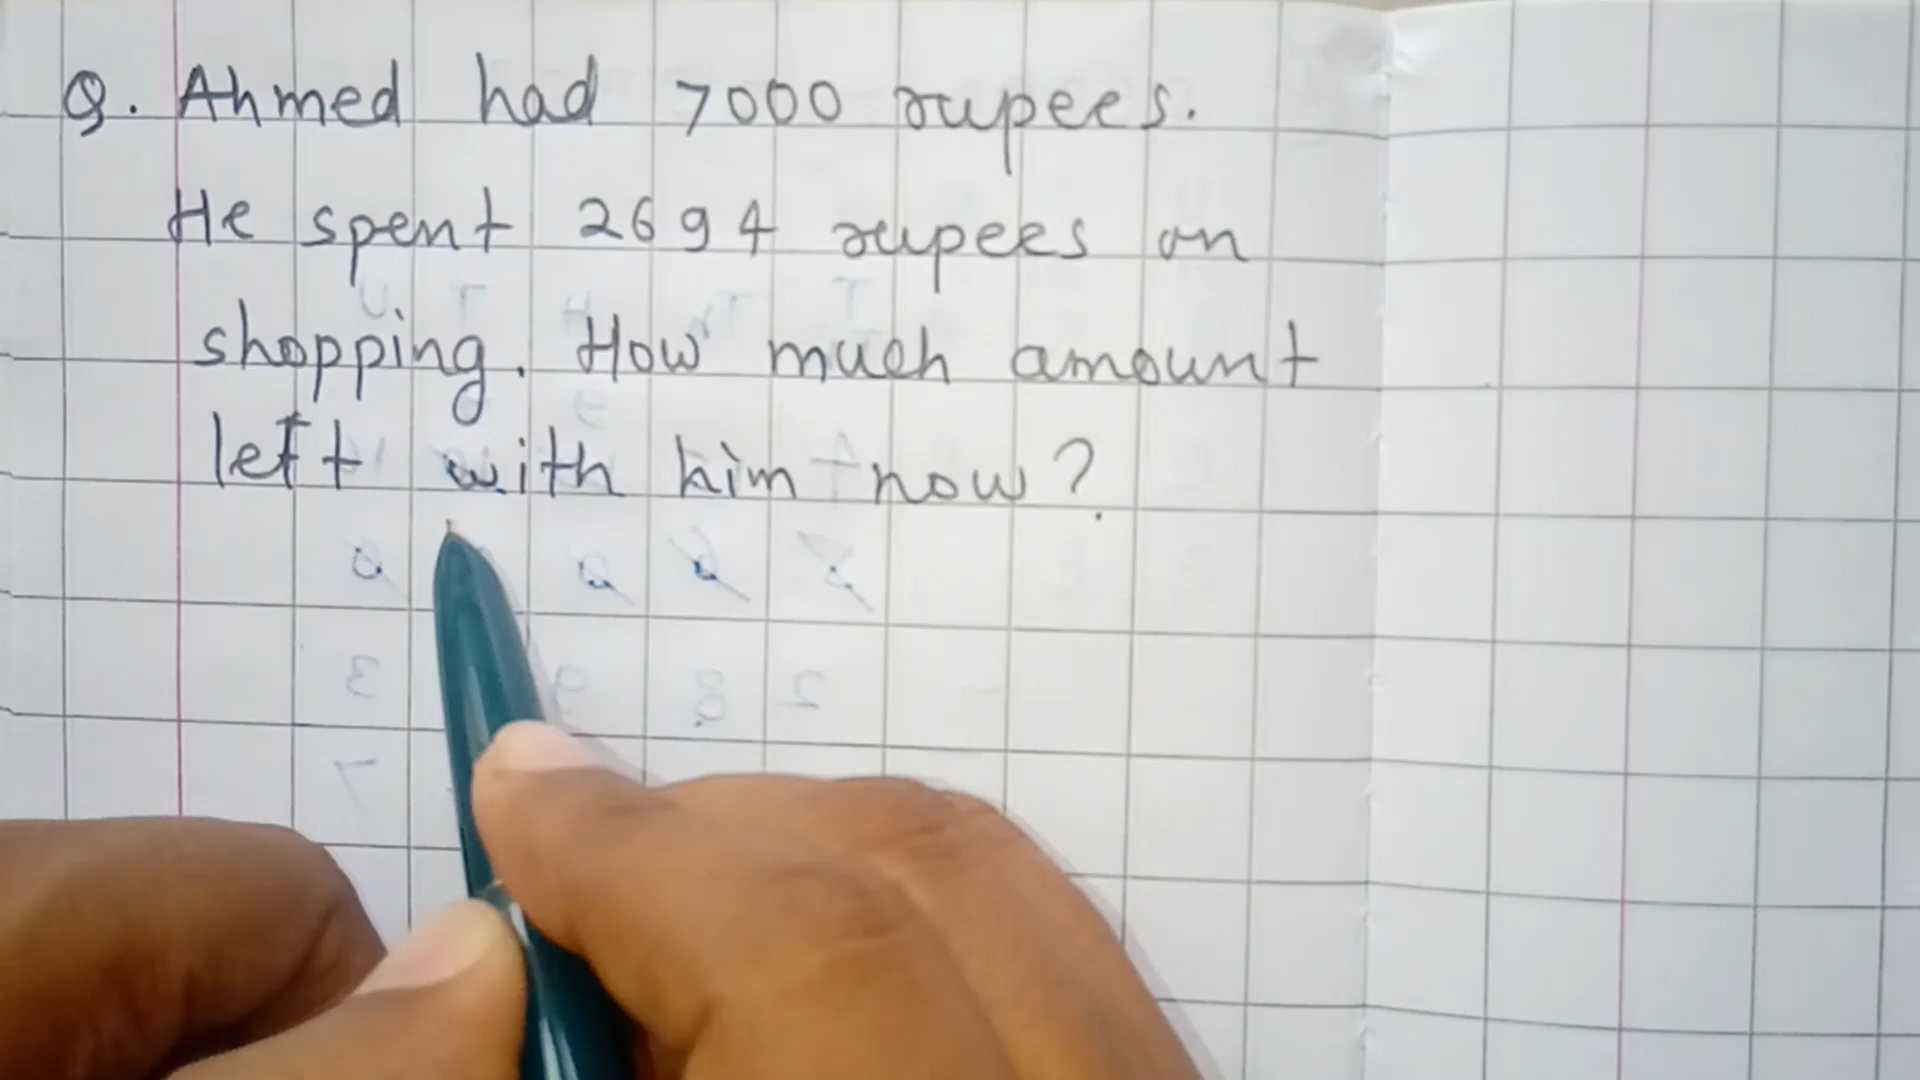 Q. Ahmed had 7000 rupees.
He spent 2694 rupees on
shopping. How much amount
left with him now?